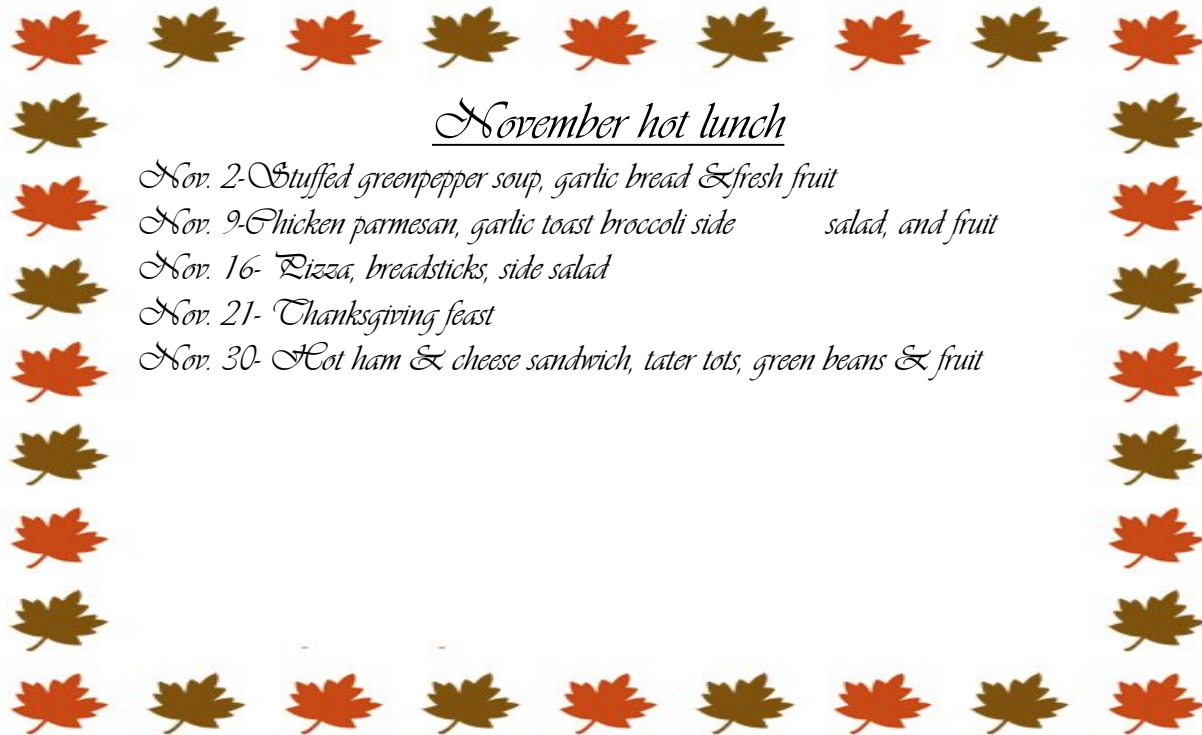 November hot lunch
Nov. 2-Stuffed greenpepper soup, garlic bread &fresh fruit
Nov. 9-Chicken parmesan, garlic toast broccoli side salad, and fruit
Nov. 16- Pizza, breadsticks, side salad
Nov. 21- Thanksgiving feast
Nov. 30- Hot ham & cheese sandwich, tater tots, green beans & fruit